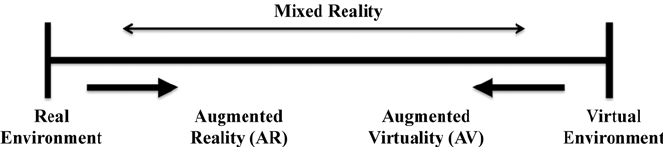 Mixed Reality
Real
Environment
Augmented
Reality (AR)
Augmented
Virtuality (AV)
Virtual
Environment